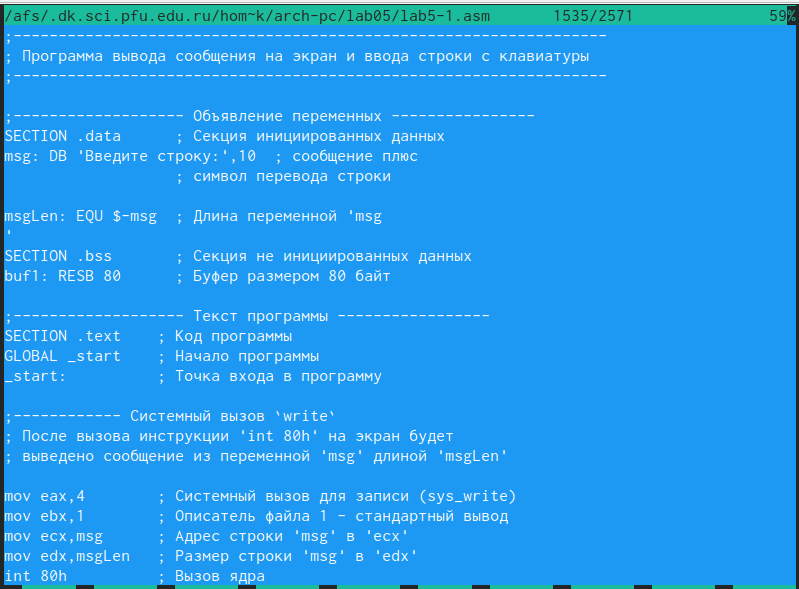 /afs/.dk.sci.pfu.edu.ru/hom~k/arch-pc/lab05/lab5-1.asm 1535/2571 59%
;------------------------------------------------------------------
; Программа вывода сообщения на экран и ввода строки с клавиатуры
;------------------------------------------------------------------
;------------------- Объявление переменных ----------------
SECTION .data ; Секция инициированных данных
msg: DB 'Введите строку:',10 ; сообщение плюс
; символ перевода строки
msgLen: EQU $-msg ; Длина переменной 'msg
'
SECTION .bss ; Секция не инициированных данных
buf1: RESB 80 ; Буфер размером 80 байт
;------------------- Текст программы -----------------
SECTION .text ; Код программы
GLOBAL _start ; Начало программы
_start: ; Точка входа в программу
;------------ Системный вызов `write`
; После вызова инструкции 'int 80h' на экран будет
; выведено сообщение из переменной 'msg' длиной 'msgLen'
mov eax,4 ; Системный вызов для записи (sys_write)
mov ebx,1 ; Описатель файла 1 - стандартный вывод
mov ecx,msg ; Адрес строки 'msg' в 'ecx'
mov edx,msgLen ; Размер строки 'msg' в 'edx'
int 80h ; Вызов ядра